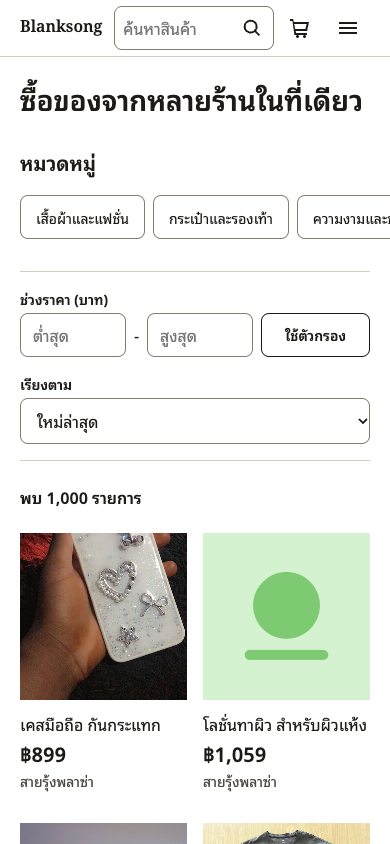 Blanksong
ค้นหาสินค้า
ซื้อของจากหลายร้านในที่เดียว
หมวดหมู่
เสื้อผ้าและแฟชั่น
กระเป๋าและรองเท้า
ความงามและ
ช่วงราคา (บาท)
ต่ำสุด - สูงสุด ใช้ตัวกรอง
เรียงตาม
ใหม่ล่าสุด
พบ 1,000 รายการ
เคสมือถือ กันกระแทก
฿899
สายรุ้งพลาซ่า
โลชั่นทาผิว สำหรับผิวแห้ง
฿1,059
สายรุ้งพลาซ่า